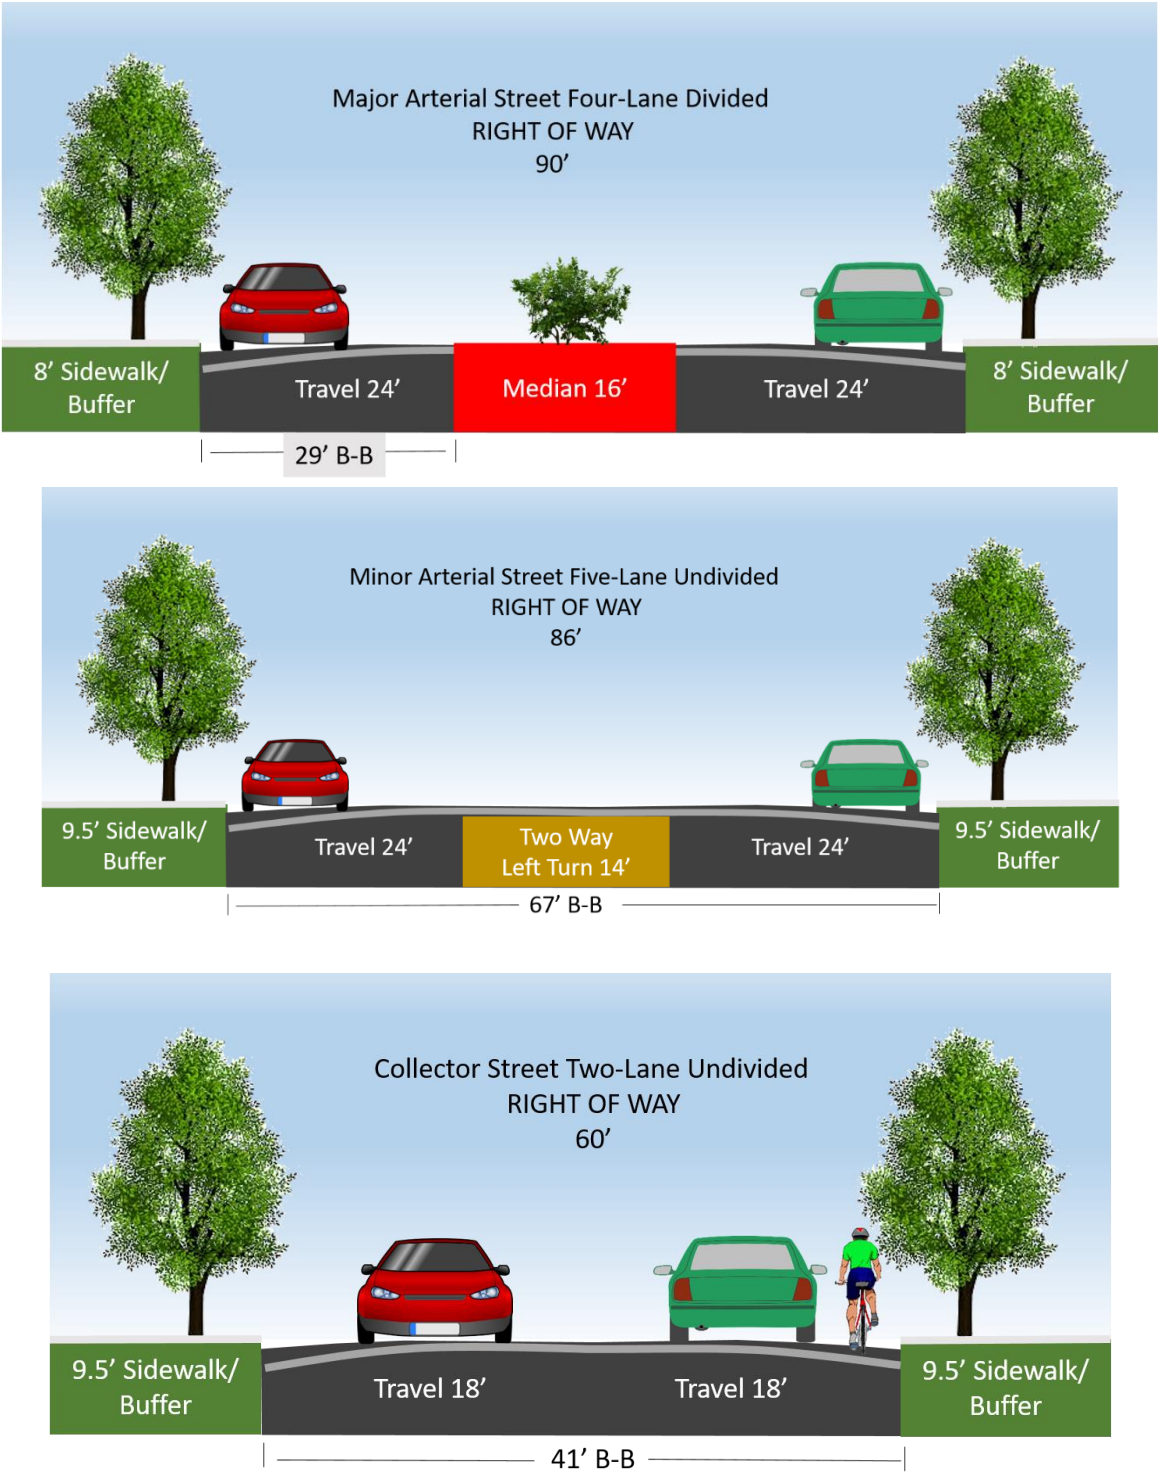 Major Arterial Street Four-Lane Divided
RIGHT OF WAY
90’
8’ Sidewalk/
Buffer
Travel 24’
Median 16’
Travel 24’
8’ Sidewalk/
Buffer
29’ B-B
Minor Arterial Street Five-Lane Undivided
RIGHT OF WAY
86’
9.5’ Sidewalk/
Buffer
Travel 24’
Two Way
Left Turn 14’
Travel 24’
9.5’ Sidewalk/
Buffer
67’ B-B
Collector Street Two-Lane Undivided
RIGHT OF WAY
60’
9.5’ Sidewalk/
Buffer
Travel 18’
Travel 18’
9.5’ Sidewalk/
Buffer
41’ B-B